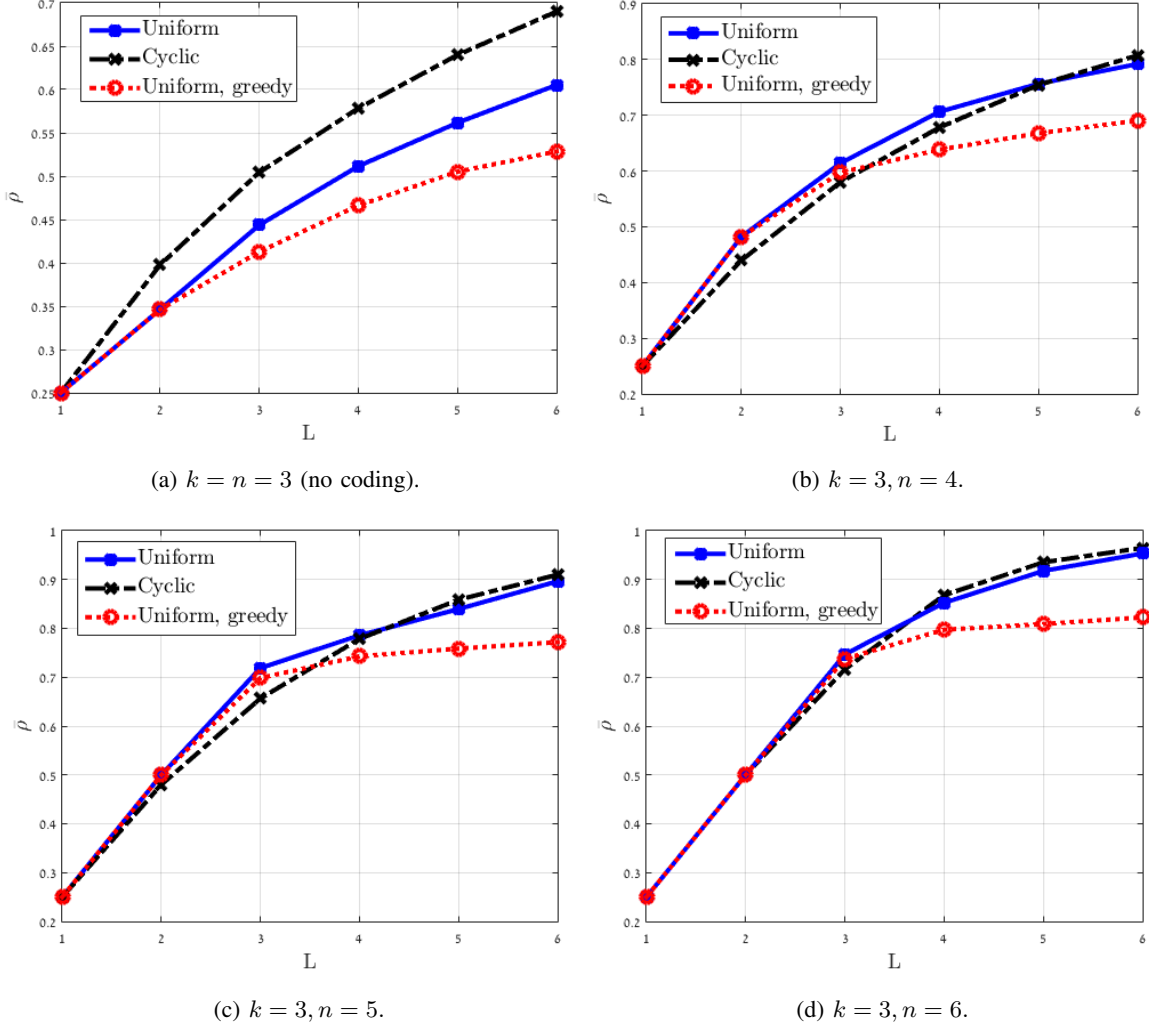 0.7
0.65
0.6
0.55
0.5
0.45
0.4
0.35
0.3
0.25
Uniform
Cyclic
Uniform, greedy
ρ̄
1 2 3 4 5 6
L
(a) k = n = 3 (no coding).
0.9
0.8
0.7
0.6
0.5
0.4
0.3
0.2
Uniform
Cyclic
Uniform, greedy
ρ̄
1 2 3 4 5 6
L
(b) k = 3, n = 4.
1
0.9
0.8
0.7
0.6
0.5
0.4
0.3
0.2
Uniform
Cyclic
Uniform, greedy
ρ̄
1 2 3 4 5 6
L
(c) k = 3, n = 5.
1
0.9
0.8
0.7
0.6
0.5
0.4
0.3
0.2
Uniform
Cyclic
Uniform, greedy
ρ̄
1 2 3 4 5 6
L
(d) k = 3, n = 6.